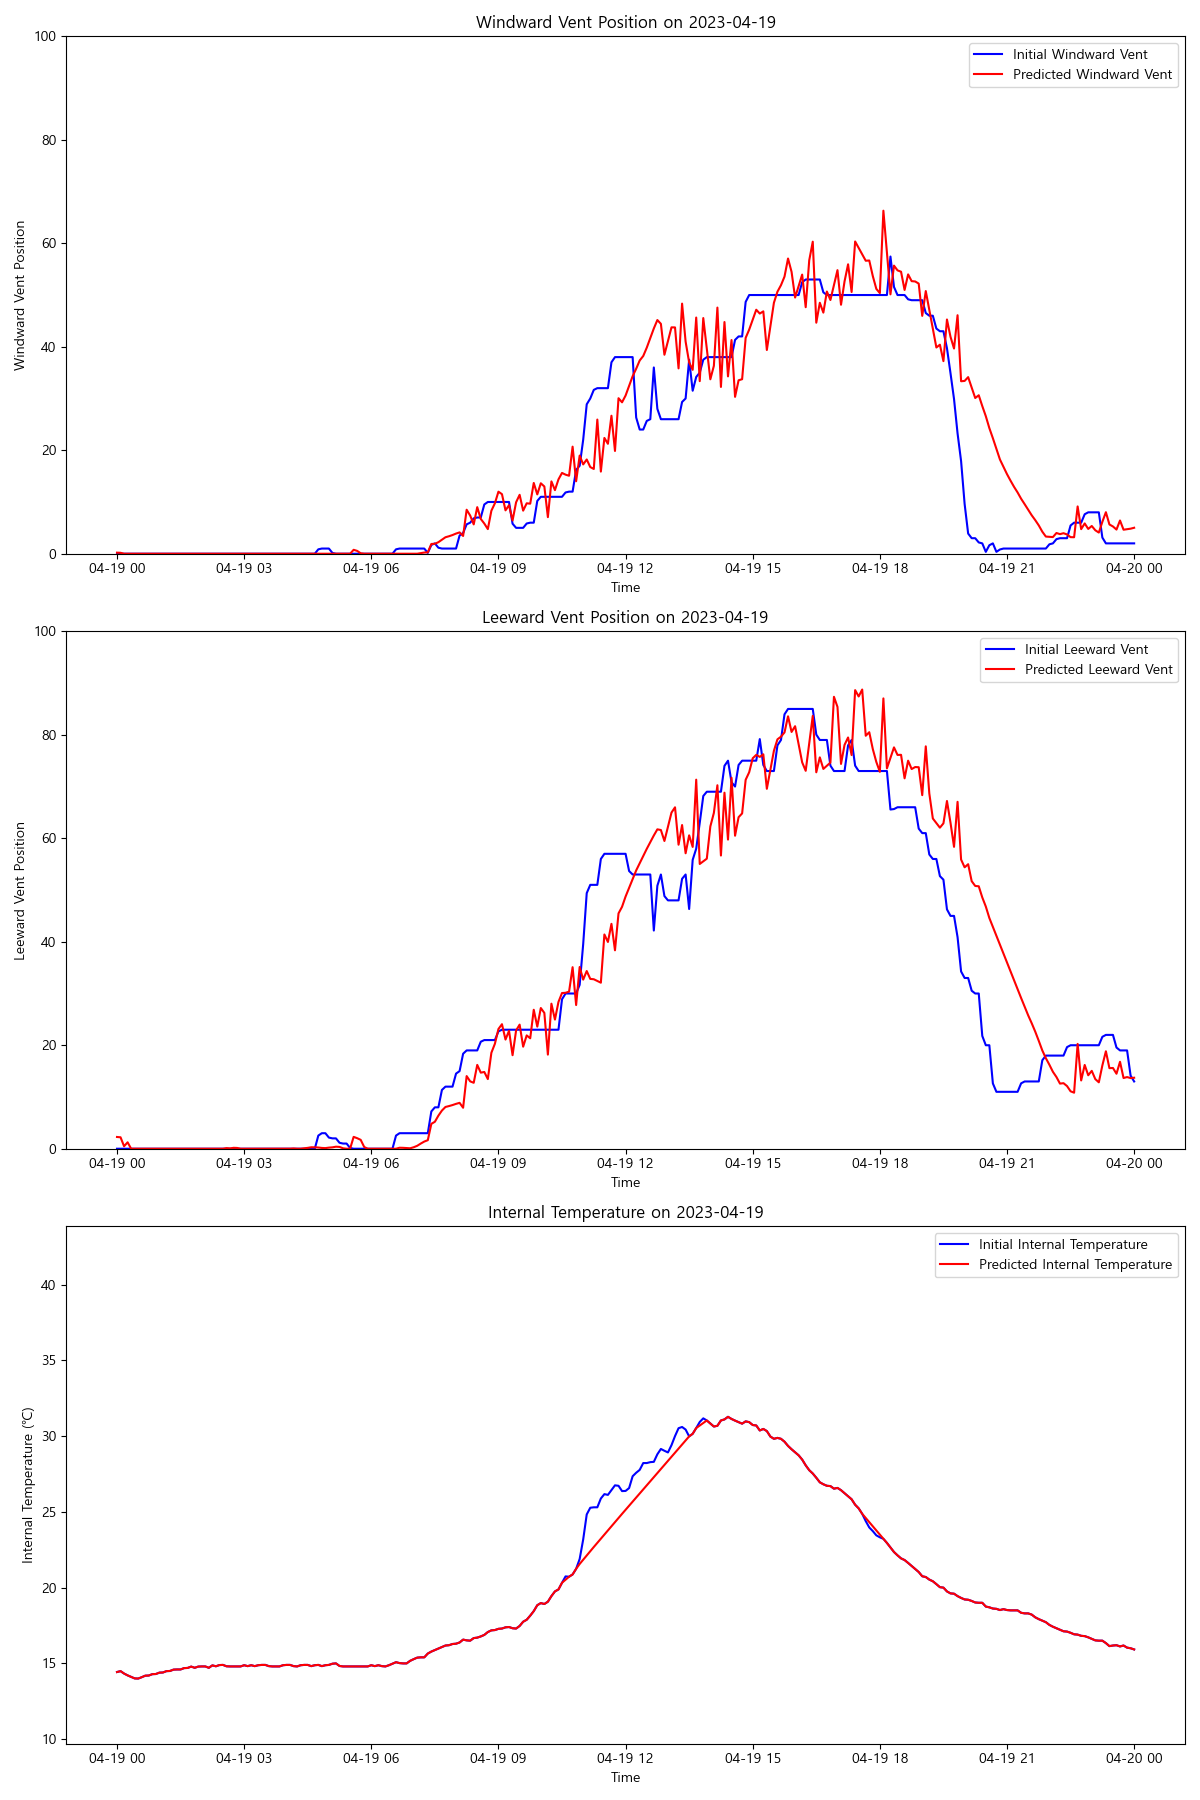 Windward Vent Position on 2023-04-19
100
80
60
40
20
0
Windward Vent Position
Initial Windward Vent
Predicted Windward Vent
04-19 00 04-19 03 04-19 06 04-19 09 04-19 12 04-19 15 04-19 18 04-19 21 04-20 00
Time
Leeward Vent Position on 2023-04-19
100
80
60
40
20
0
Leeward Vent Position
Initial Leeward Vent
Predicted Leeward Vent
04-19 00 04-19 03 04-19 06 04-19 09 04-19 12 04-19 15 04-19 18 04-19 21 04-20 00
Time
Internal Temperature on 2023-04-19
40
35
30
25
20
15
10
Internal Temperature (℃)
Initial Internal Temperature
Predicted Internal Temperature
04-19 00 04-19 03 04-19 06 04-19 09 04-19 12 04-19 15 04-19 18 04-19 21 04-20 00
Time